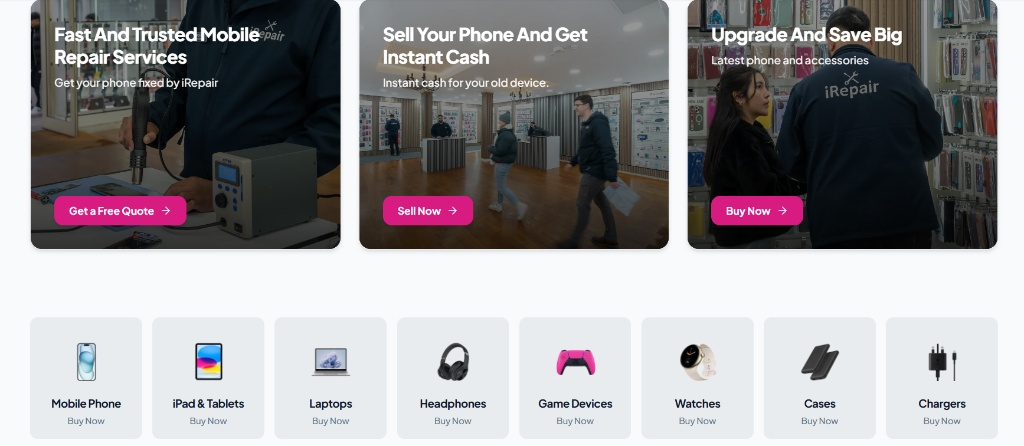 Fast And Trusted Mobile
Repair Services
Get your phone fixed by iRepair
Get a Free Quote
Sell Your Phone And Get
Instant Cash
Instant cash for your old device.
Sell Now
Upgrade And Save Big
Latest phone and accessories
iRepair
Buy Now
Mobile Phone
Buy Now
iPad & Tablets
Buy Now
Laptops
Buy Now
Headphones
Buy Now
Game Devices
Buy Now
Watches
Buy Now
Cases
Buy Now
Chargers
Buy Now